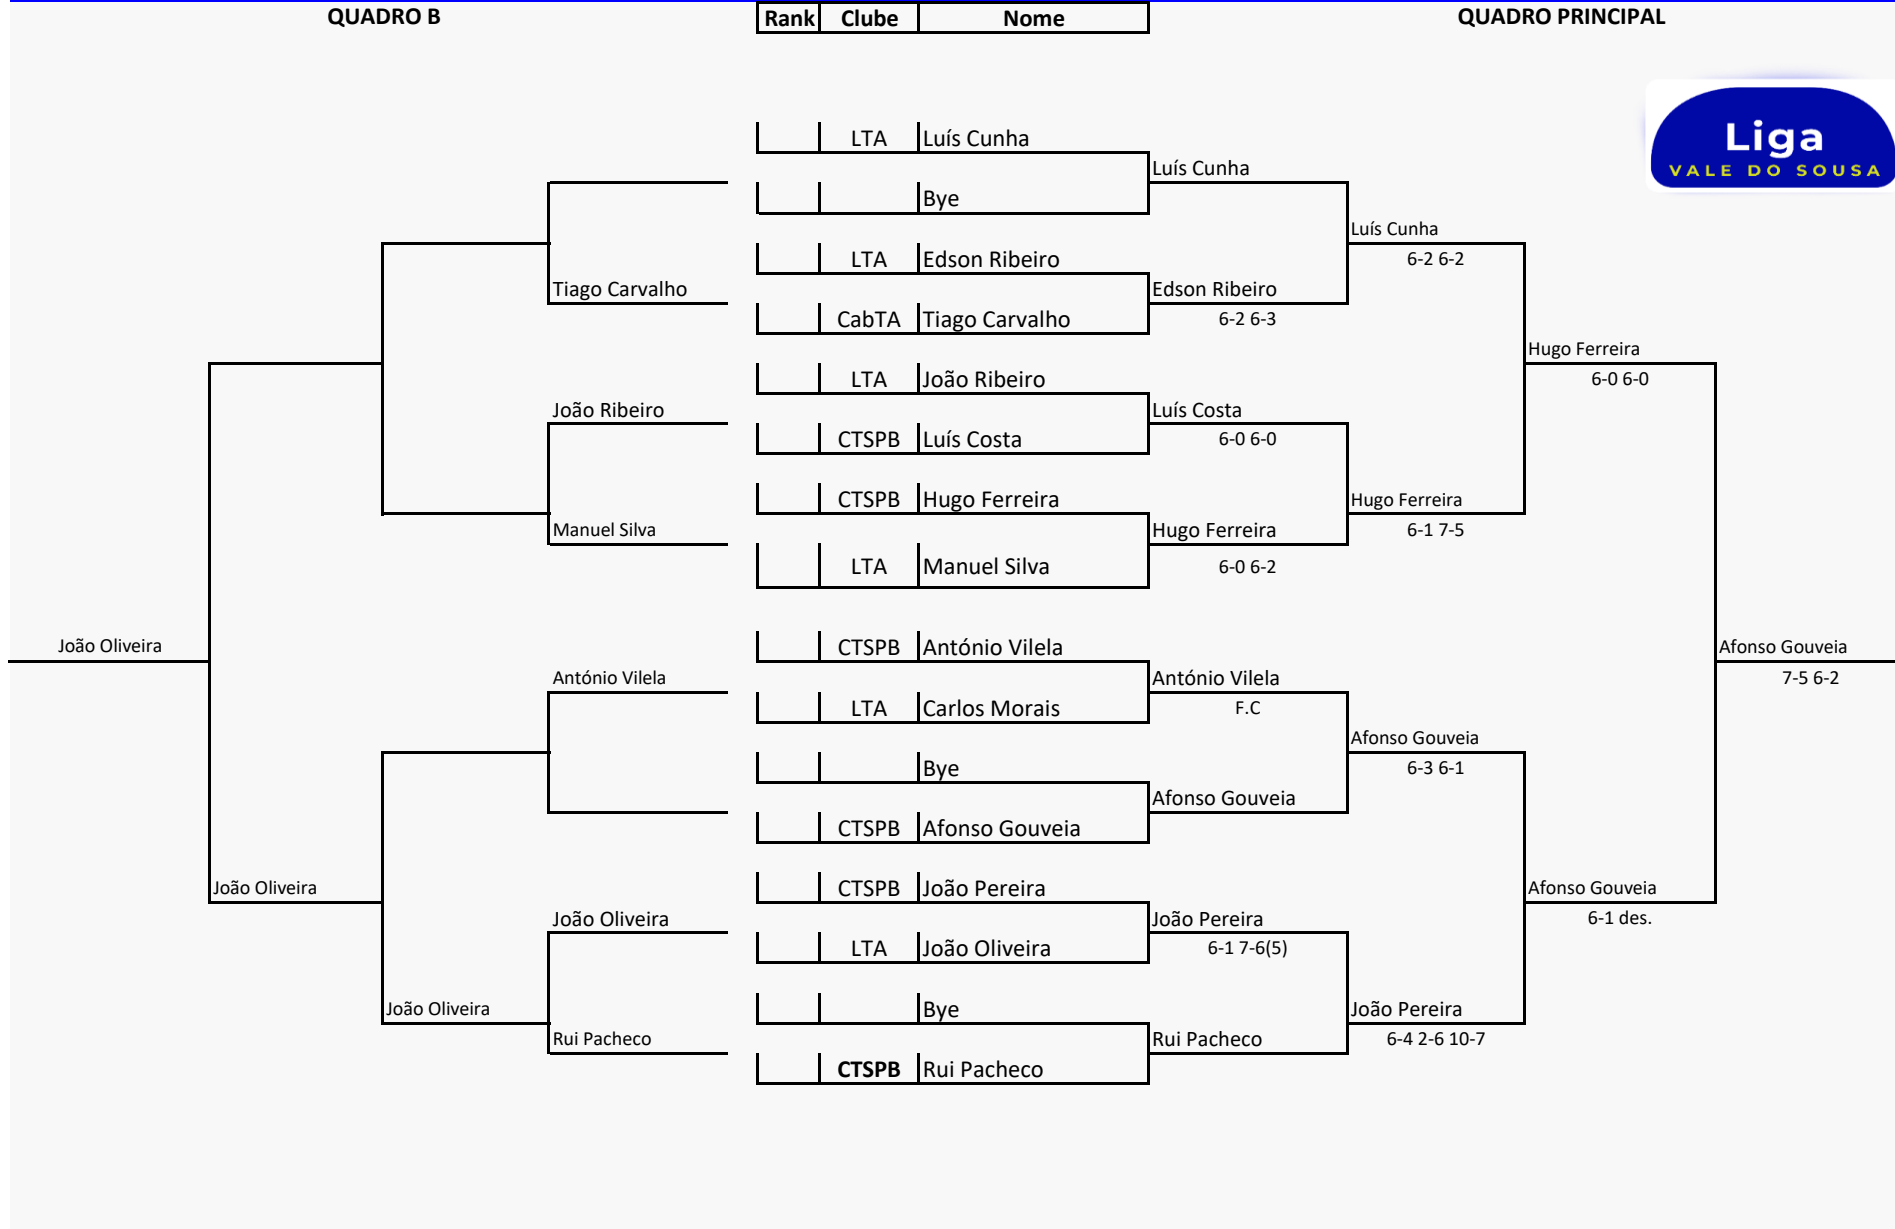 QUADRO B
Rank Clube Nome
QUADRO PRINCIPAL
Liga
VALE DO SOUSA
LTA Luís Cunha
Luís Cunha
Bye
Luís Cunha
LTA Edson Ribeiro
6-2 6-2
Tiago Carvalho
Edson Ribeiro
CabTA Tiago Carvalho
6-2 6-3
Hugo Ferreira
LTA João Ribeiro
6-0 6-0
João Ribeiro
Luís Costa
CTSPB Luís Costa
6-0 6-0
CTSPB Hugo Ferreira
Hugo Ferreira
Manuel Silva
Hugo Ferreira
6-1 7-5
LTA Manuel Silva
6-0 6-2
João Oliveira
CTSPB António Vilela
Afonso Gouveia
António Vilela
António Vilela
7-5 6-2
LTA Carlos Morais
F.C
Afonso Gouveia
Bye
6-3 6-1
Afonso Gouveia
CTSPB Afonso Gouveia
João Oliveira
CTSPB João Pereira
Afonso Gouveia
João Oliveira
João Pereira
6-1 des.
LTA João Oliveira
6-1 7-6(5)
João Oliveira
Bye
João Pereira
Rui Pacheco
Rui Pacheco
6-4 2-6 10-7
CTSPB Rui Pacheco